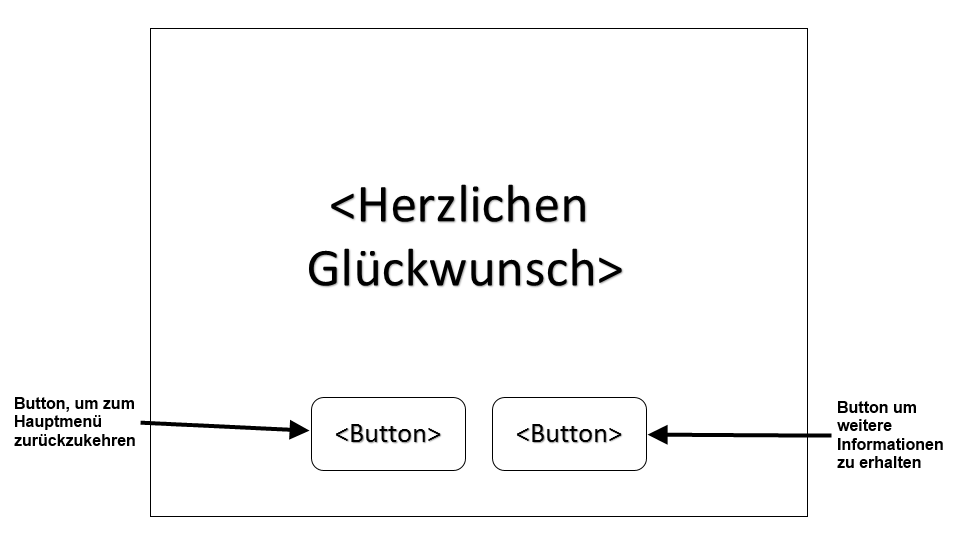 <Herzlichen
Glückwunsch>
Button, um zum
Hauptmenü
zurückzukehren
<Button>
<Button>
Button um
weitere
Informationen
zu erhalten